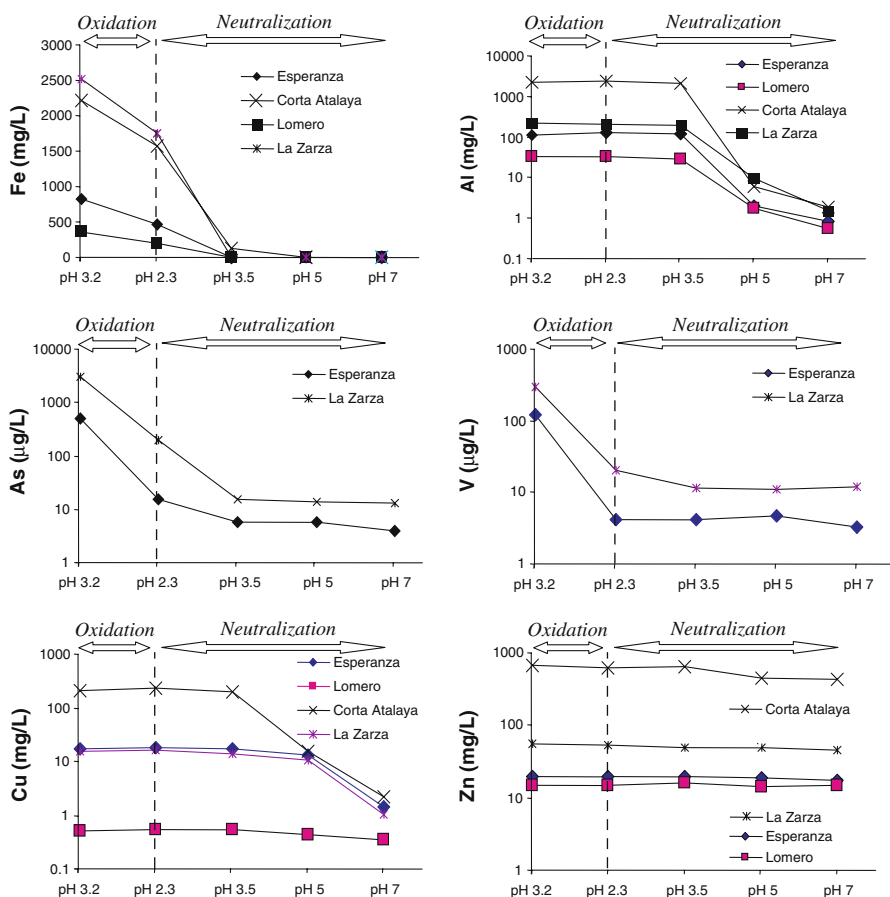 Oxidation Neutralization
3000
2500
2000
1500
1000
500
0
Fe (mg/L)
Esperanza
Corta Atalaya
Lomero
La Zarza
pH 3.2 pH 2.3 pH 3.5 pH 5 pH 7
Oxidation Neutralization
10000
1000
100
10
1
0.1
Al (mg/L)
Esperanza
Lomero
Corta Atalaya
La Zarza
pH 3.2 pH 2.3 pH 3.5 pH 5 pH 7
Oxidation Neutralization
10000
1000
100
10
1
As (µg/L)
Esperanza
La Zarza
pH 3.2 pH 2.3 pH 3.5 pH 5 pH 7
Oxidation Neutralization
1000
100
10
1
V (µg/L)
Esperanza
La Zarza
pH 3.2 pH 2.3 pH 3.5 pH 5 pH 7
Oxidation Neutralization
1000
100
10
1
0.1
Cu (mg/L)
Esperanza
Lomero
Corta Atalaya
La Zarza
pH 3.2 pH 2.3 pH 3.5 pH 5 pH 7
Oxidation Neutralization
1000
100
10
1
Zn (mg/L)
Corta Atalaya
La Zarza
Esperanza
Lomero
pH 3.2 pH 2.3 pH 3.5 pH 5 pH 7